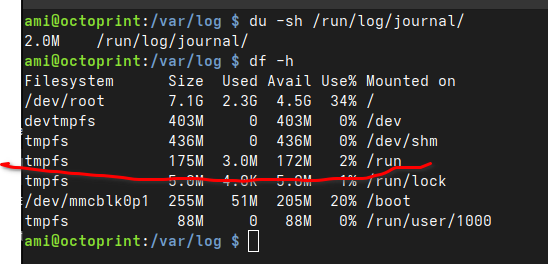 ami@octoprint:/var/log $ du -sh /run/log/journal/
2.0M    /run/log/journal/
ami@octoprint:/var/log $ df -h
Filesystem      Size  Used Avail Use% Mounted on
/dev/root       7.1G  2.3G  4.5G  34% /
devtmpfs        403M     0  403M   0% /dev
tmpfs           436M     0  436M   0% /dev/shm
tmpfs           175M  3.0M  172M   2% /run
tmpfs           5.0M  4.0K  5.0M   1% /run/lock
/dev/mmcblk0p1  255M   51M  205M  20% /boot
tmpfs            88M     0   88M   0% /run/user/1000
ami@octoprint:/var/log $